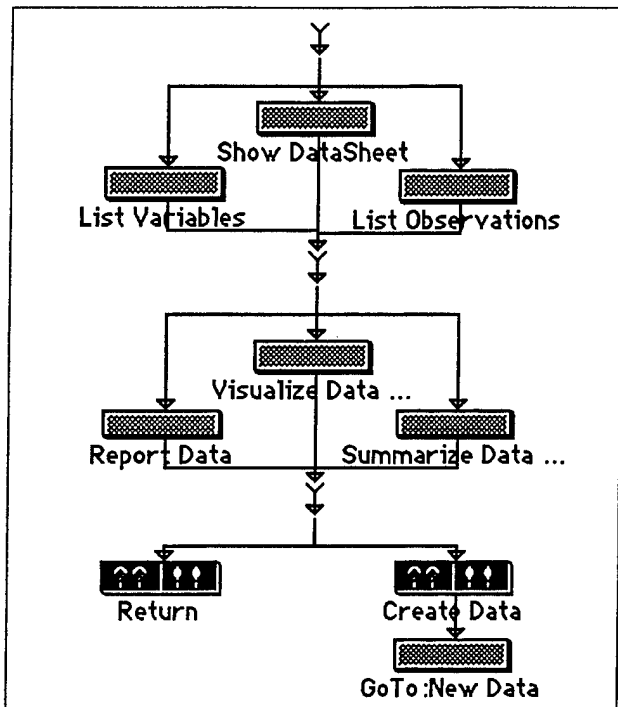 Show DataSheet
List Variables
List Observations
Visualize Data ...
Report Data
Summarize Data ...
Return
Create Data
GoTo:New Data